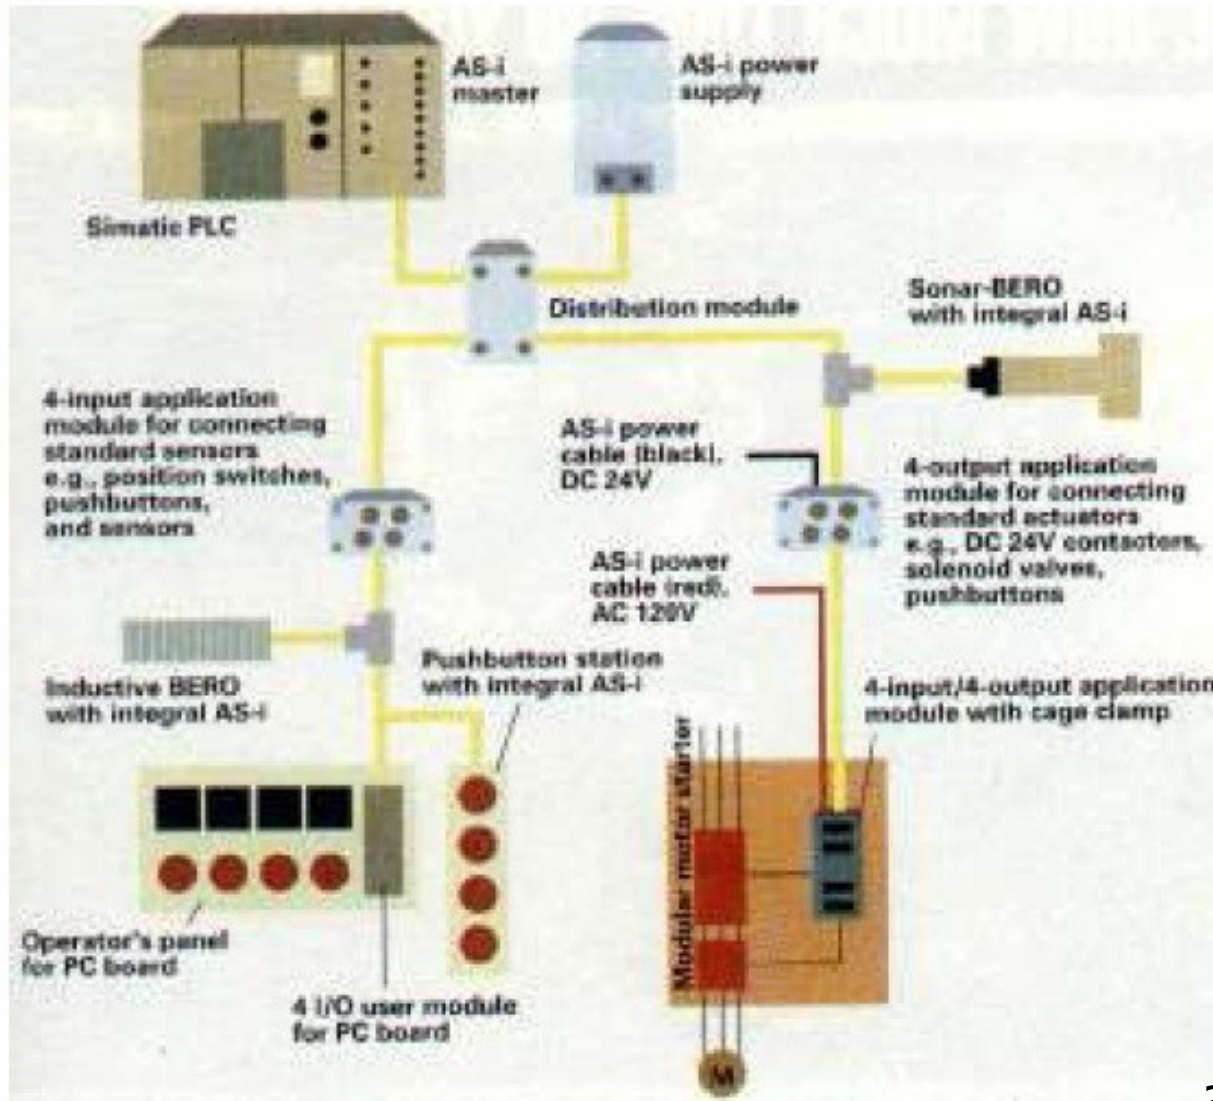 AS-i
master
AS-i power
supply
Simatic PLC
Distribution module
Sonar-BERO
with integral AS-i
4-input application
module for connecting
standard sensors
e.g., position switches,
pushbuttons,
and sensors
AS-i power
cable (black),
DC 24V
4-output application
module for connecting
standard actuators
e.g., DC 24V contacters,
solenoid valves,
pushbuttons
AS-i power
cable (red),
AC 120V
Inductive BERO
with integral AS-i
Pushbutton station
with integral AS-i
4-input/4-output application
module with cage clamp
Modular motor starter
Operator's panel
for PC board
4 I/O user module
for PC board
M